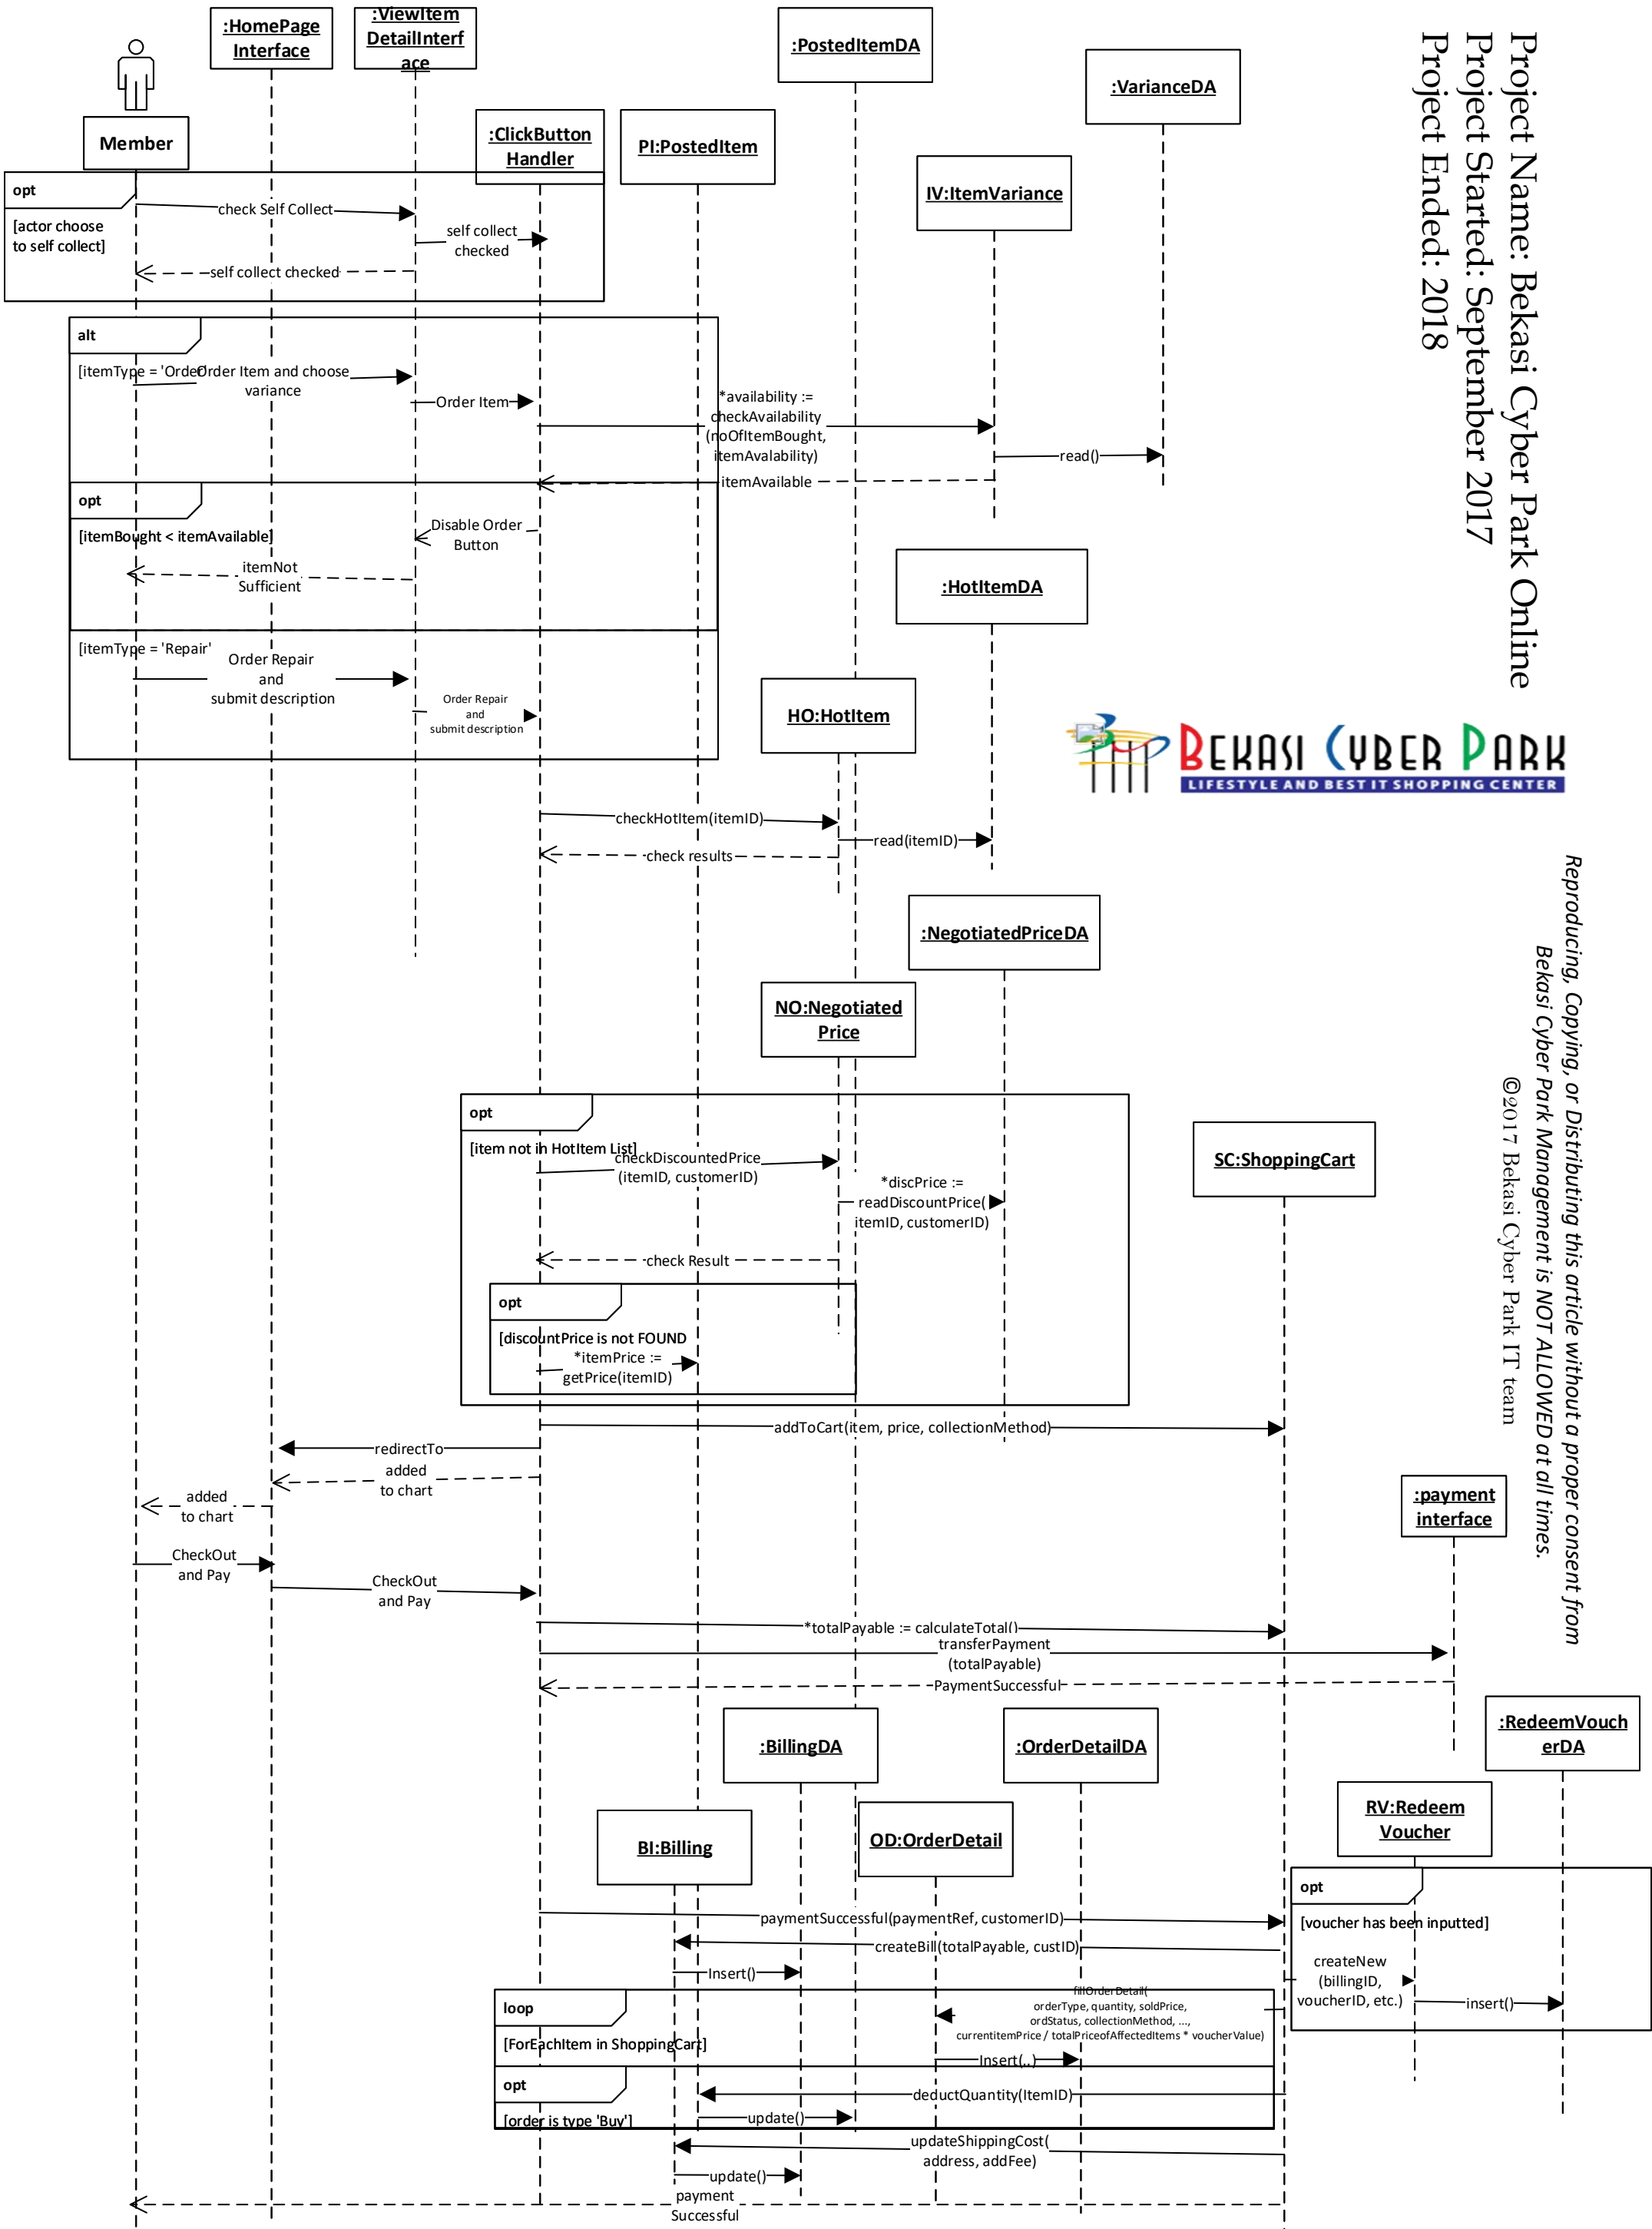 :HomePage
Interface
:ViewItem
DetailInterf
ace
:PostedItemDA
:VarianceDA
Member
:ClickButton
Handler
PI:PostedItem
IV:ItemVariance
Project Name: Bekasi Cyber Park Online
Project Started: September 2017
Project Ended: 2018
opt
[actor choose
to self collect]
check Self Collect
self collect
checked
self collect checked
alt
[itemType = 'Order'
Order Item and choose
variance
Order Item
*availability :=
checkAvailability
(noOfItemBought,
itemAvalability)
read()
itemAvailable
opt
[itemBought < itemAvailable]
Disable Order
Button
itemNot
Sufficient
:HotItemDA
[itemType = 'Repair'
Order Repair
and
submit description
Order Repair
and
submit description
HO:HotItem
BEKASI CYBER PARK
LIFESTYLE AND BEST IT SHOPPING CENTER
checkHotItem(itemID)
read(itemID)
check results
Reproducing, Copying, or Distributing this article without a proper consent from
Bekasi Cyber Park Management is NOT ALLOWED at all times.
©2017 Bekasi Cyber Park IT team
:NegotiatedPriceDA
NO:Negotiated
Price
opt
[item not in HotItem List]
checkDiscountedPrice
(itemID, customerID)
*discPrice :=
readDiscountPrice(
itemID, customerID)
SC:ShoppingCart
check Result
opt
[discountPrice is not FOUND
*itemPrice :=
getPrice(itemID)
addToCart(item, price, collectionMethod)
redirectTo
added
to chart
added
to chart
:payment
interface
CheckOut
and Pay
CheckOut
and Pay
*totalPayable := calculateTotal()
transferPayment
(totalPayable)
PaymentSuccessful
:BillingDA
:OrderDetailDA
:RedeemVouch
erDA
BI:Billing
OD:OrderDetail
RV:Redeem
Voucher
opt
[voucher has been inputted]
paymentSuccessful(paymentRef, customerID)
createBill(totalPayable, custID)
Insert()
createNew
(billingID,
voucherID, etc.)
insert()
loop
[ForEachItem in ShoppingCart]
fillOrderDetail(
orderType, quantity, soldPrice,
ordStatus, collectionMethod, ...,
currentitemPrice / totalPriceofAffectedItems * voucherValue)
Insert(..)
opt
[order is type 'Buy']
deductQuantity(ItemID)
update()
updateShippingCost(
address, addFee)
update()
payment
Successful